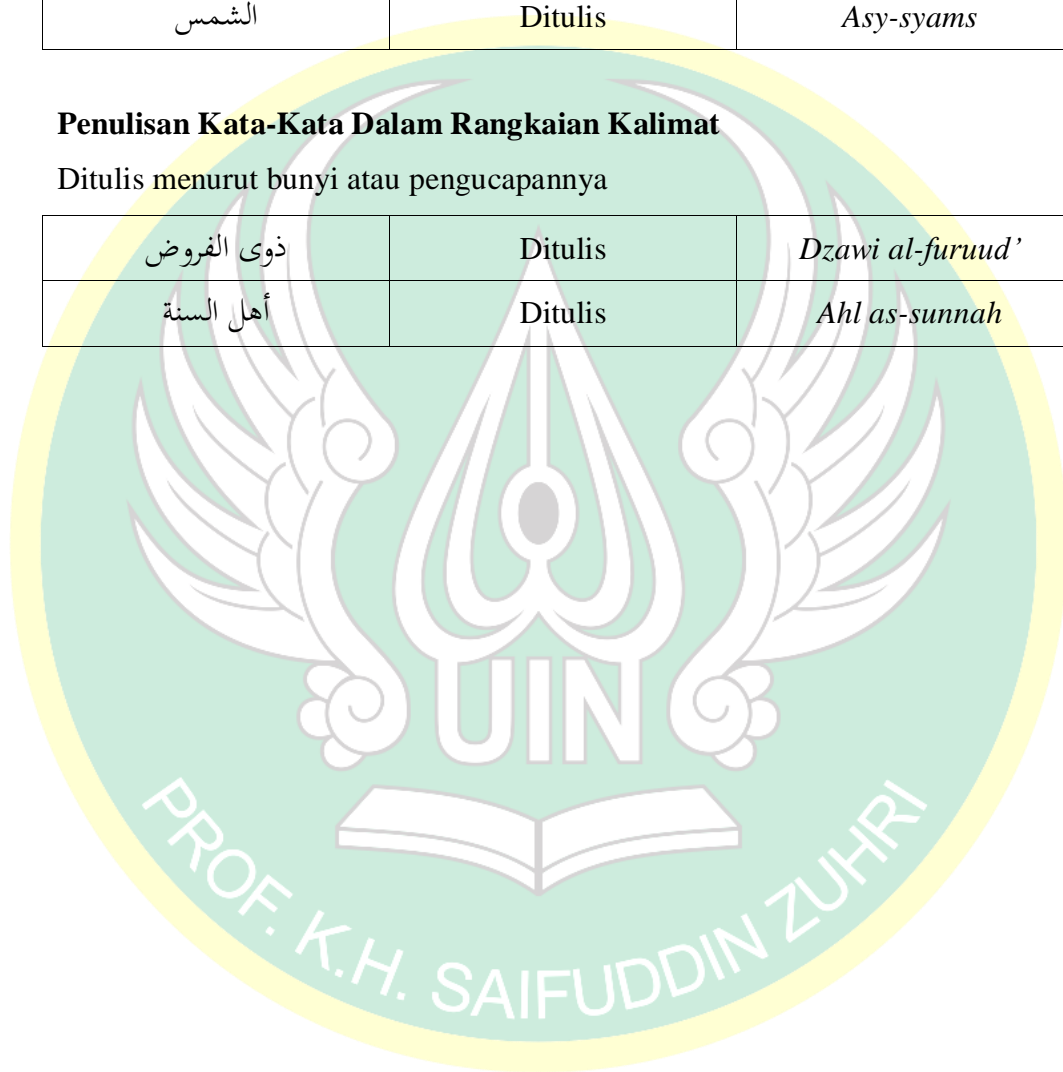 الشمس Ditulis Asy-syams
Penulisan Kata-Kata Dalam Rangkaian Kalimat
Ditulis menurut bunyi atau pengucapannya
ذوى الفروض Ditulis Dzawi al-furuud’
أهل السنة Ditulis Ahl as-sunnah
UIN
PROF. K.H. SAIFUDDIN ZUHRI